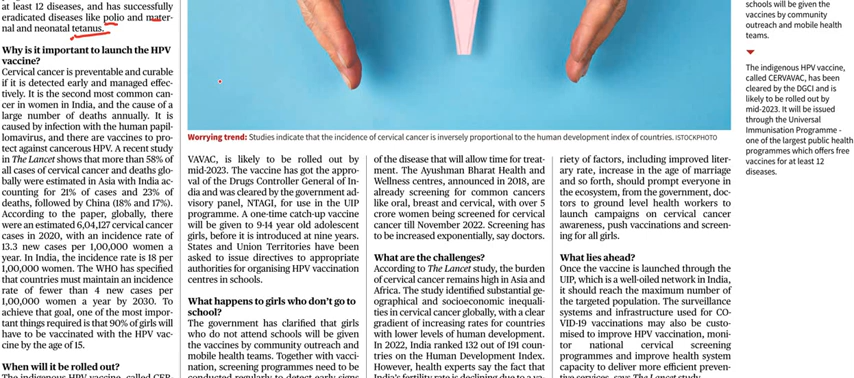 at least 12 diseases, and has successfully
eradicated diseases like polio and mater-
nal and neonatal tetanus.
Why is it important to launch the HPV
vaccine?
Cervical cancer is preventable and curable
if it is detected early and managed effec-
tively. It is the second most common can-
cer in women in India, and the cause of a
large number of deaths annually. It is
caused by infection with the human papil-
lomavirus, and there are vaccines to pro-
tect against cancerous HPV. A recent study
in The Lancet shows that more than 58% of
all cases of cervical cancer and deaths glo-
bally were estimated in Asia with India ac-
counting for 21% of cases and 23% of
deaths, followed by China (18% and 17%).
According to the paper, globally, there
were an estimated 6,04,127 cervical cancer
cases in 2020, with an incidence rate of
13.3 new cases per 1,00,000 women a
year. In India, the incidence rate is 18 per
1,00,000 women. The WHO has specified
that countries must maintain an incidence
rate of fewer than 4 new cases per
1,00,000 women a year by 2030. To
achieve that goal, one of the most impor-
tant things required is that 90% of girls will
have to be vaccinated with the HPV vac-
cine by the age of 15.
When will it be rolled out?
The indigenous HPV vaccine, called CER-
Worrying trend: Studies indicate that the incidence of cervical cancer is inversely proportional to the human development index of countries. ISTOCKPHOTO
VAVAC, is likely to be rolled out by
mid-2023. The vaccine has got the appro-
val of the Drugs Controller General of In-
dia and was cleared by the government ad-
visory panel, NTAGI, for use in the UIP
programme. A one-time catch-up vaccine
will be given to 9-14 year old adolescent
girls, before it is introduced at nine years.
States and Union Territories have been
asked to issue directives to appropriate
authorities for organising HPV vaccination
centres in schools.
What happens to girls who don't go to
school?
The government has clarified that girls
who do not attend schools will be given
the vaccines by community outreach and
mobile health teams. Together with vacci-
nation, screening programmes need to be
conducted regularly to detect early signs
of the disease that will allow time for treat-
ment. The Ayushman Bharat Health and
Wellness centres, announced in 2018, are
already screening for common cancers
like oral, breast and cervical, with over 5
crore women being screened for cervical
cancer till November 2022. Screening has
to be increased exponentially, say doctors.
What are the challenges?
According to The Lancet study, the burden
of cervical cancer remains high in Asia and
Africa. The study identified substantial ge-
ographical and socioeconomic inequali-
ties in cervical cancer globally, with a clear
gradient of increasing rates for countries
with lower levels of human development.
In 2022, India ranked 132 out of 191 coun-
tries on the Human Development Index.
However, health experts say the fact that
India's fertility rate is declining due to a va-
riety of factors, including improved liter-
ary rate, increase in the age of marriage
and so forth, should prompt everyone in
the ecosystem, from the government, doc-
tors to ground level health workers to
launch campaigns on cervical cancer
awareness, push vaccinations and screen-
ing for all girls.
What lies ahead?
Once the vaccine is launched through the
UIP, which is a well-oiled network in India,
it should reach the maximum number of
the targeted population. The surveillance
systems and infrastructure used for CO-
VID-19 vaccinations may also be custo-
mised to improve HPV vaccination, moni-
tor national cervical screening
programmes and improve health system
capacity to deliver more efficient preven-
tive services, says The Lancet study.
schools will be given the
vaccines by community
outreach and mobile health
teams.
The indigenous HPV vaccine,
called CERVAVAC, has been
cleared by the DGCI and is
likely to be rolled out by
mid-2023. It will be issued
through the Universal
Immunisation Programme -
one of the largest public health
programmes which offers free
vaccines for at least 12
diseases.